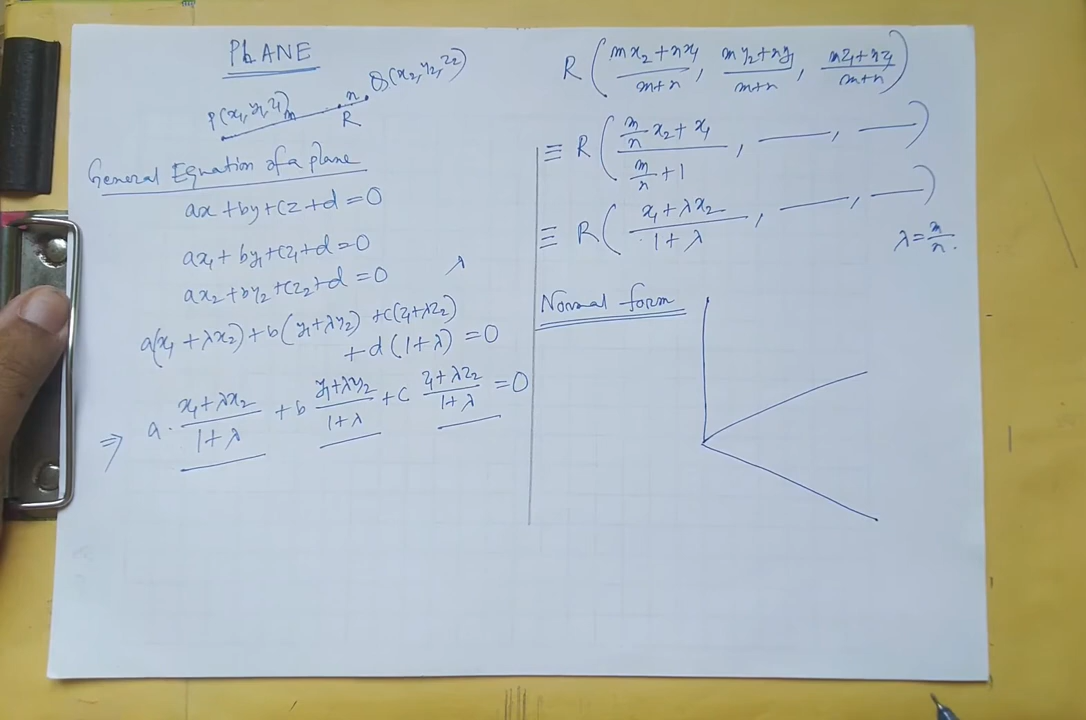 PLANE
P(x₁, y₁, z₁) m n Q(x₂, y₂, z₂)
R
General Equation of a plane
ax + by + cz + d = 0
ax₁ + by₁ + cz₁ + d = 0
ax₂ + by₂ + cz₂ + d = 0 λ
a(x₁ + λx₂) + b(y₁ + λy₂) + c(z₁ + λz₂)
+ d(1 + λ) = 0
⇒ a · (x₁ + λx₂)/(1 + λ) + b (y₁ + λy₂)/(1 + λ) + c (z₁ + λz₂)/(1 + λ) = 0
R ( (mx₂ + nx₁)/(m + n), (my₂ + ny₁)/(m + n), (mz₁ + nz₁)/(m + n) )
≡ R ( (m/n x₂ + x₁)/(m/n + 1), —, — )
≡ R ( (x₁ + λx₂)/(1 + λ), —, — )
λ = m/n.
Normal form